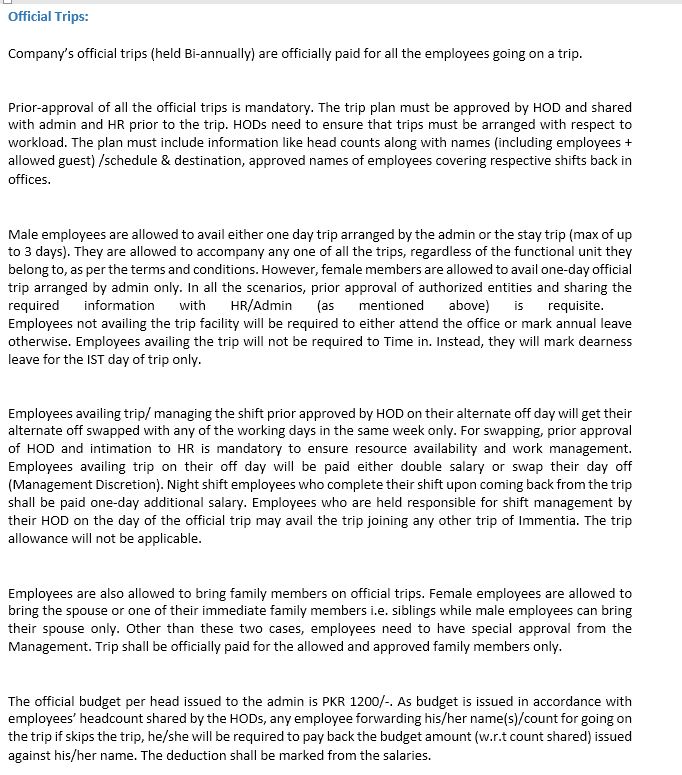 Official Trips:
Company's official trips (held Bi-annually) are officially paid for all the employees going on a trip.
Prior-approval of all the official trips is mandatory. The trip plan must be approved by HOD and shared
with admin and HR prior to the trip. HODs need to ensure that trips must be arranged with respect to
workload. The plan must include information like head counts along with names (including employees +
allowed guest) /schedule & destination, approved names of employees covering respective shifts back in
offices.
Male employees are allowed to avail either one day trip arranged by the admin or the stay trip (max of up
to 3 days). They are allowed to accompany any one of all the trips, regardless of the functional unit they
belong to, as per the terms and conditions. However, female members are allowed to avail one-day official
trip arranged by admin only. In all the scenarios, prior approval of authorized entities and sharing the
required information with HR/Admin (as mentioned above) is requisite.
Employees not availing the trip facility will be required to either attend the office or mark annual leave
otherwise. Employees availing the trip will not be required to Time in. Instead, they will mark dearness
leave for the IST day of trip only.
Employees availing trip/ managing the shift prior approved by HOD on their alternate off day will get their
alternate off swapped with any of the working days in the same week only. For swapping, prior approval
of HOD and intimation to HR is mandatory to ensure resource availability and work management.
Employees availing trip on their off day will be paid either double salary or swap their day off
(Management Discretion). Night shift employees who complete their shift upon coming back from the trip
shall be paid one-day additional salary. Employees who are held responsible for shift management by
their HOD on the day of the official trip may avail the trip joining any other trip of Immentia. The trip
allowance will not be applicable.
Employees are also allowed to bring family members on official trips. Female employees are allowed to
bring the spouse or one of their immediate family members i.e. siblings while male employees can bring
their spouse only. Other than these two cases, employees need to have special approval from the
Management. Trip shall be officially paid for the allowed and approved family members only.
The official budget per head issued to the admin is PKR 1200/-. As budget is issued in accordance with
employees' headcount shared by the HODs, any employee forwarding his/her name(s)/count for going on
the trip if skips the trip, he/she will be required to pay back the budget amount (w.r.t count shared) issued
against his/her name. The deduction shall be marked from the salaries.